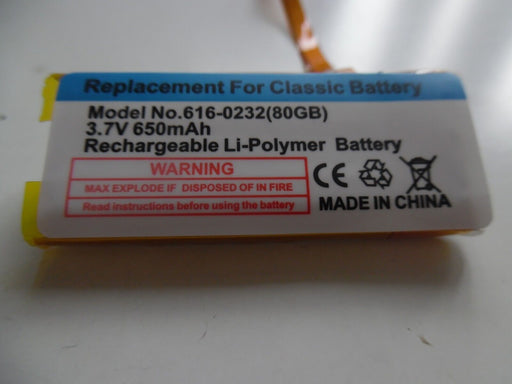 Replacement For Classic Battery
Model No.616-0232(80GB)
3.7V 650mAh
Rechargeable Li-Polymer Battery
WARNING
MAX EXPLODE IF DISPOSED OF IN FIRE
Read instructions before using the battery
CE
MADE IN CHINA